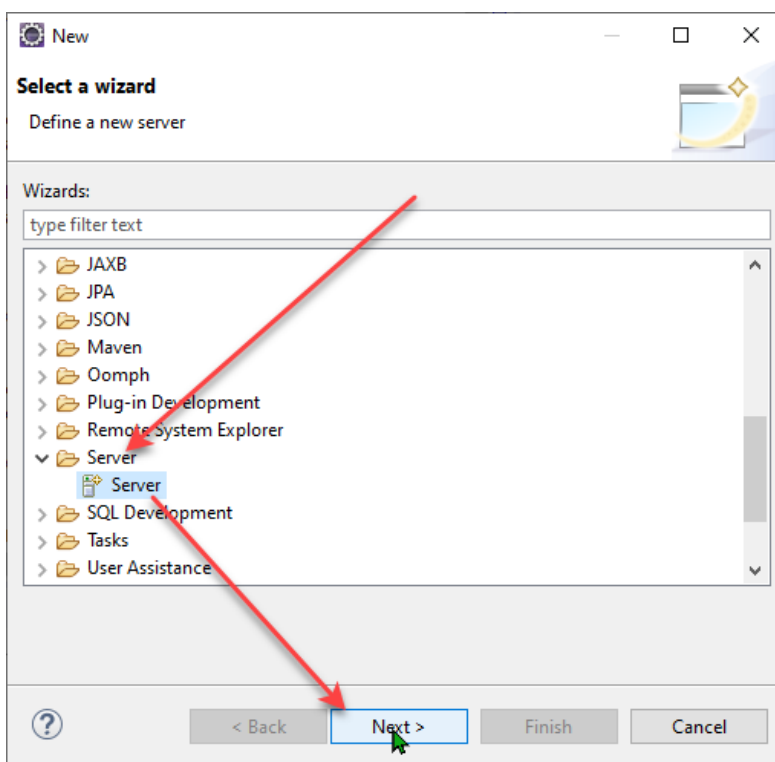 New
Select a wizard
Define a new server
Wizards:
type filter text
JAXB
JPA
JSON
Maven
Oomph
Plug-in Development
Remote System Explorer
Server
Server
SQL Development
Tasks
User Assistance
? < Back Next > Finish Cancel